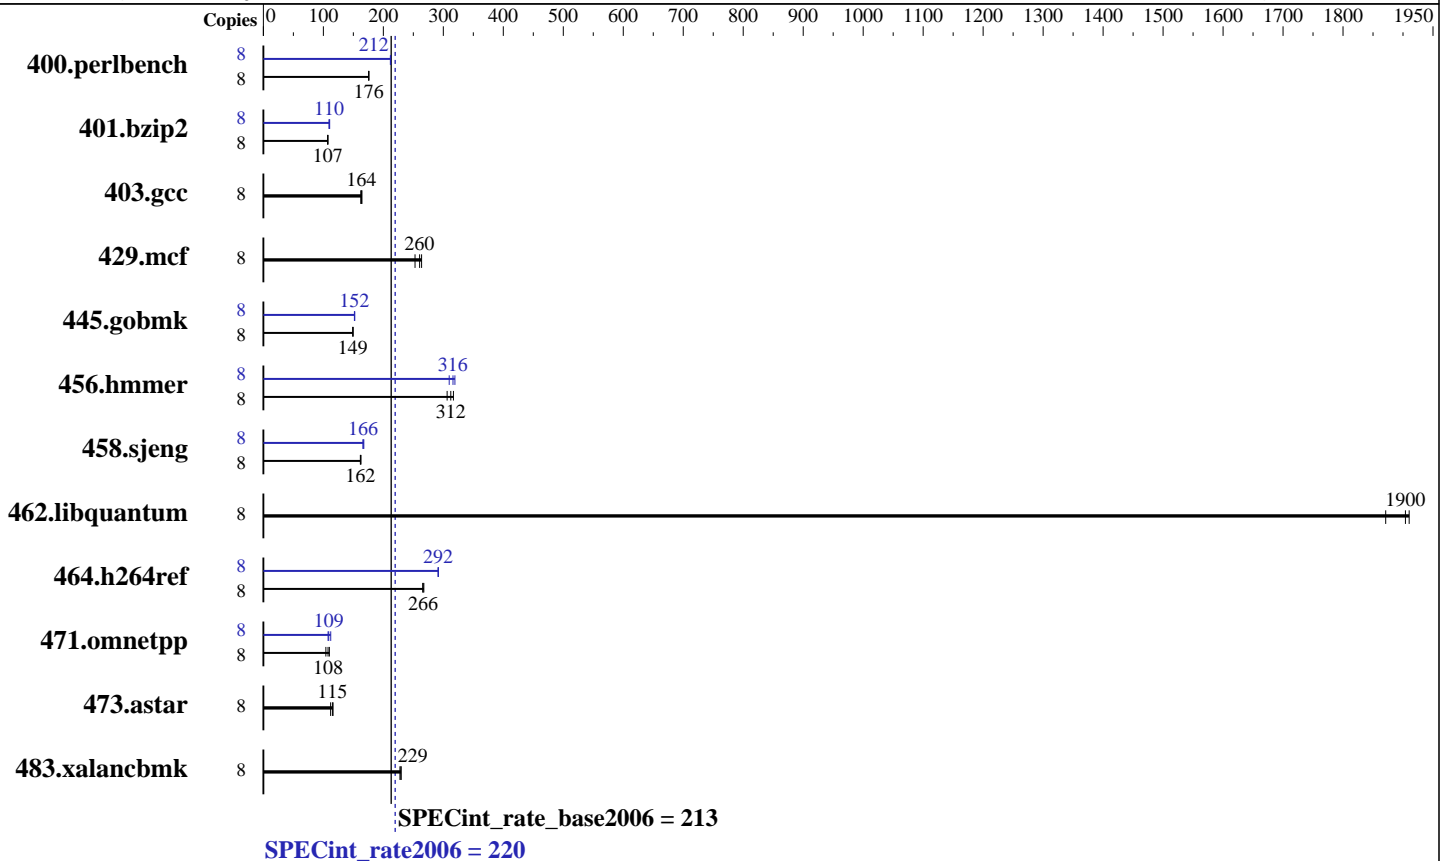 Copies 0 100 200 300 400 500 600 700 800 900 1000 1100 1200 1300 1400 1500 1600 1700 1800 1950
400.perlbench 8 212
8 176
401.bzip2 8 110
8 107
403.gcc 8 164
429.mcf 8 260
445.gobmk 8 152
8 149
456.hmmer 8 316
8 312
458.sjeng 8 166
8 162
462.libquantum 8 1900
464.h264ref 8 292
8 266
471.omnetpp 8 109
8 108
473.astar 8 115
483.xalancbmk 8 229
SPECint_rate_base2006 = 213
SPECint_rate2006 = 220